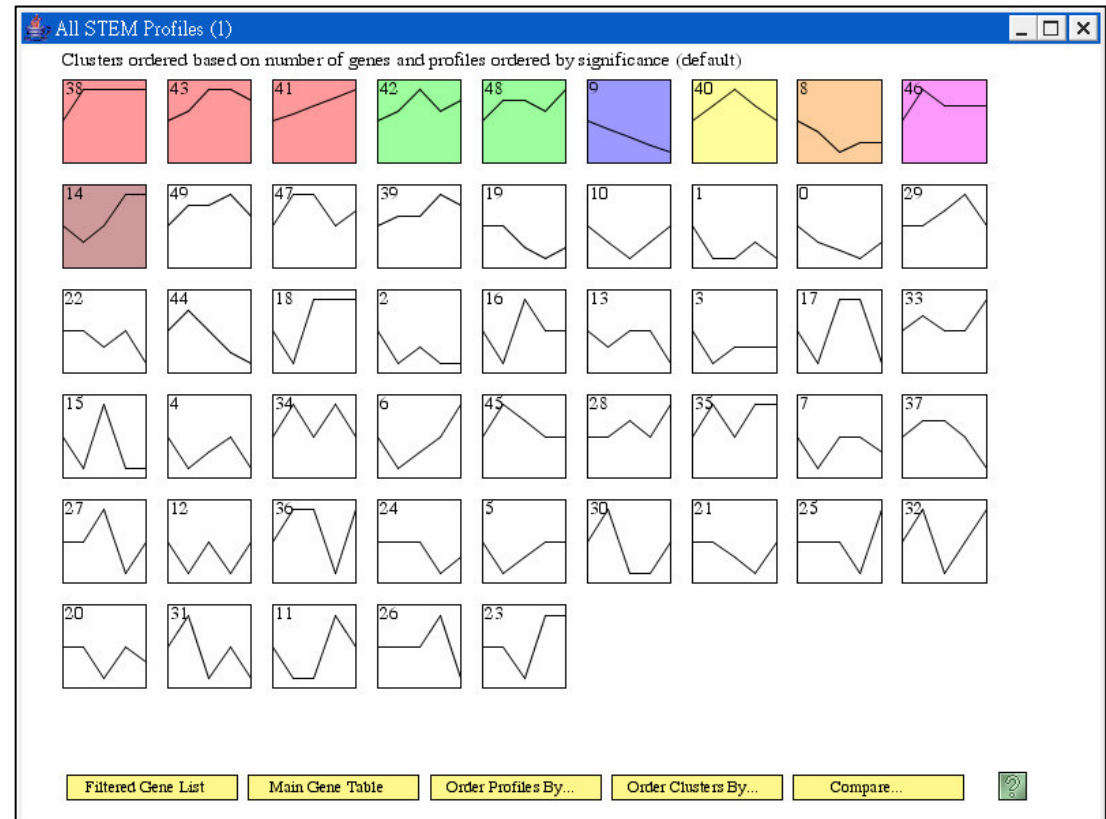 All STEM Profiles (1)
Clusters ordered based on number of genes and profiles ordered by significance (default)
38 43 41 42 48 9 40 8 46
14 49 47 39 19 10 1 0 29
22 44 18 2 16 13 3 17 33
15 4 34 6 45 28 35 7 37
27 12 36 24 5 30 21 25 32
20 31 11 26 23
Filtered Gene List Main Gene Table Order Profiles By... Order Clusters By... Compare... ?